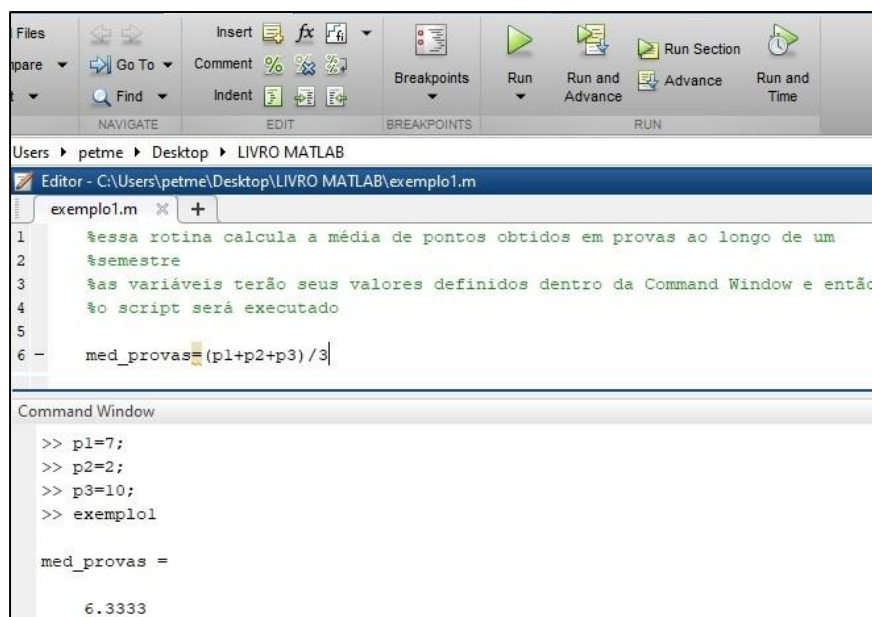 Files
Insert fx
Go To
Comment
Find
Indent
Breakpoints
Run
Run and Advance
Run Section
Advance
Run and Time
NAVIGATE
EDIT
BREAKPOINTS
RUN
Users petme Desktop LIVRO MATLAB
Editor - C:\Users\petme\Desktop\LIVRO MATLAB\exemplo1.m
exemplo1.m
1 %essa rotina calcula a média de pontos obtidos em provas ao longo de um
2 %semestre
3 %as variáveis terão seus valores definidos dentro da Command Window e então
4 %o script será executado
5
6 - med_provas=(p1+p2+p3)/3
Command Window
>> p1=7;
>> p2=2;
>> p3=10;
>> exemplo1
med_provas =
6.3333